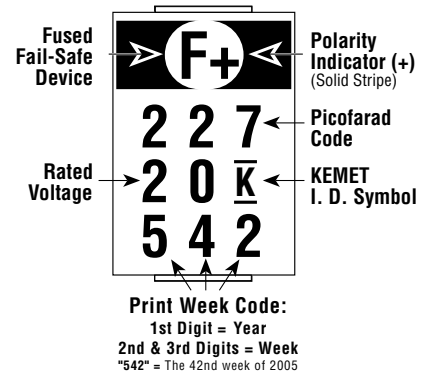 Fused
Fail-Safe
Device
F+
Polarity
Indicator (+)
(Solid Stripe)
2 2 7
Picofarad
Code
Rated
Voltage
2 0 K
KEMET
I. D. Symbol
5 4 2
Print Week Code:
1st Digit = Year
2nd & 3rd Digits = Week
"542" = The 42nd week of 2005